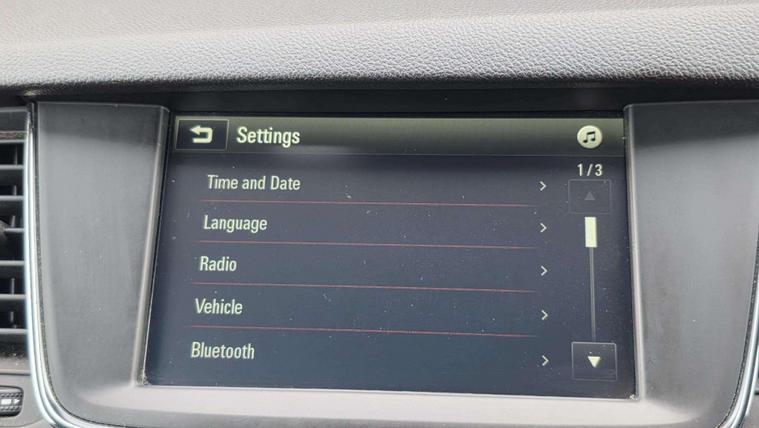 Settings
1/3
Time and Date
Language
Radio
Vehicle
Bluetooth